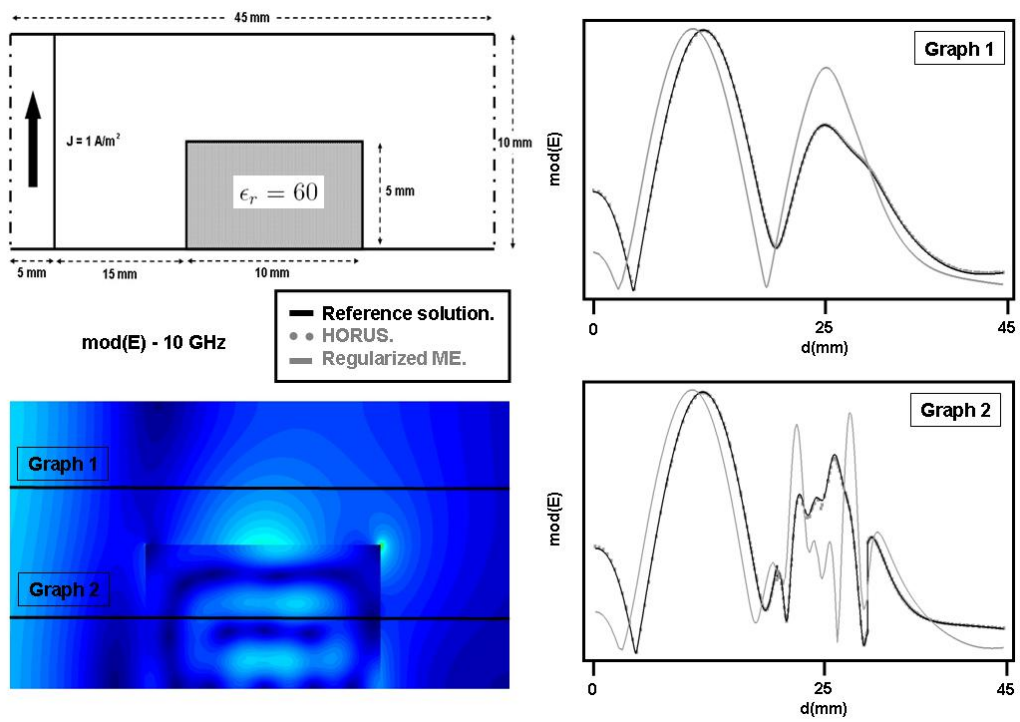 45 mm
J = 1 A/m²
10 mm
ϵr = 60
5 mm
5 mm
15 mm
10 mm
Reference solution.
HORUS.
Regularized ME.
mod(E) - 10 GHz
Graph 1
Graph 2
Graph 1
mod(E)
0
25
45
d(mm)
Graph 2
mod(E)
0
25
45
d(mm)